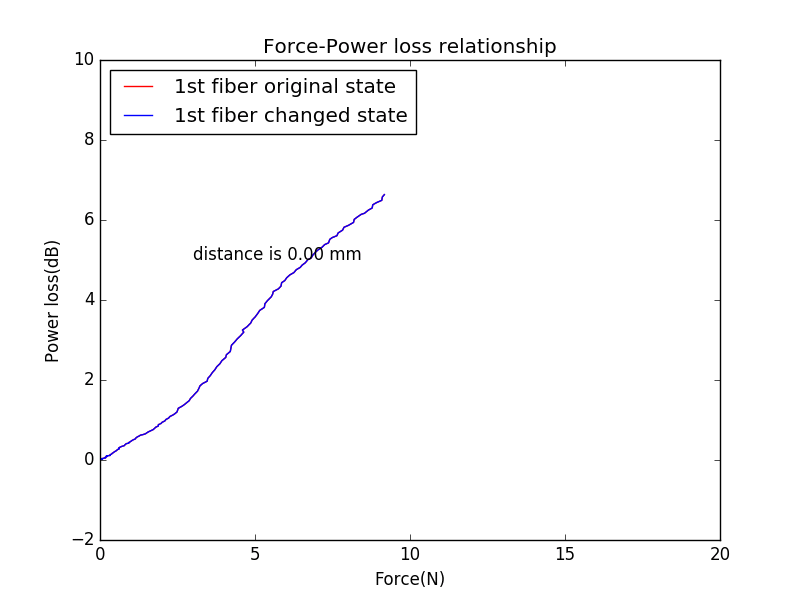 Force-Power loss relationship
10
1st fiber original state
1st fiber changed state
8
6
distance is 0.00 mm
Power loss(dB)
4
2
0
−2
0 5 10 15 20
Force(N)